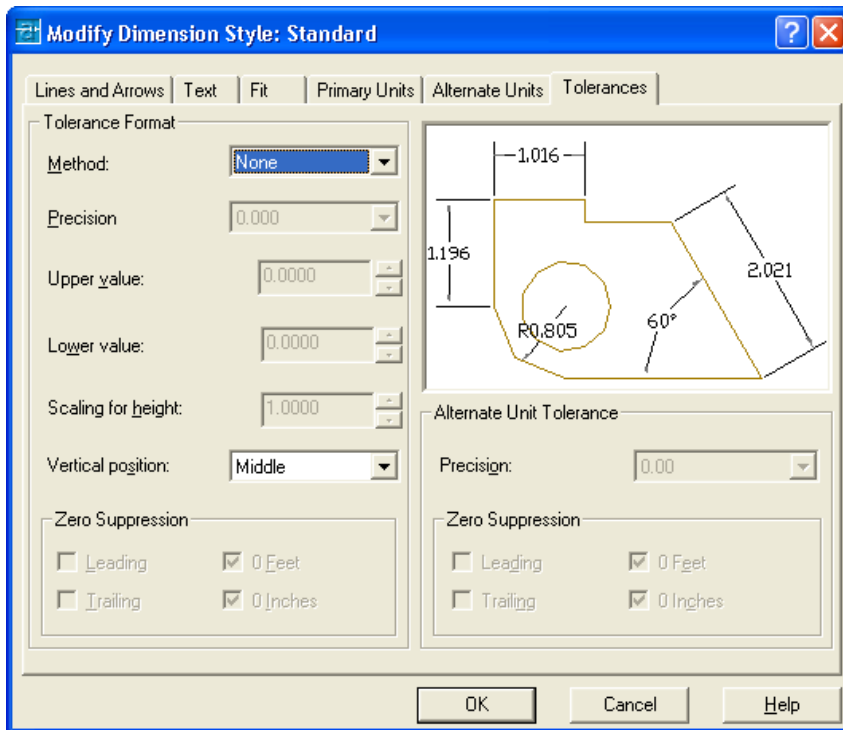 Modify Dimension Style: Standard
Lines and Arrows Text Fit Primary Units Alternate Units Tolerances
Tolerance Format
Method: None
Precision 0.000
Upper value: 0.0000
Lower value: 0.0000
Scaling for height: 1.0000
Vertical position: Middle
Zero Suppression
Leading 0 Feet
Trailing 0 Inches
1.016
1.196
2.021
R0.805
60°
Alternate Unit Tolerance
Precision: 0.00
Zero Suppression
Leading 0 Feet
Trailing 0 Inches
OK Cancel Help